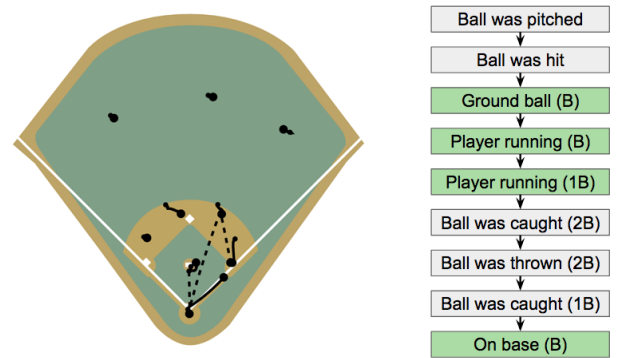 Ball was pitched
Ball was hit
Ground ball (B)
Player running (B)
Player running (1B)
Ball was caught (2B)
Ball was thrown (2B)
Ball was caught (1B)
On base (B)